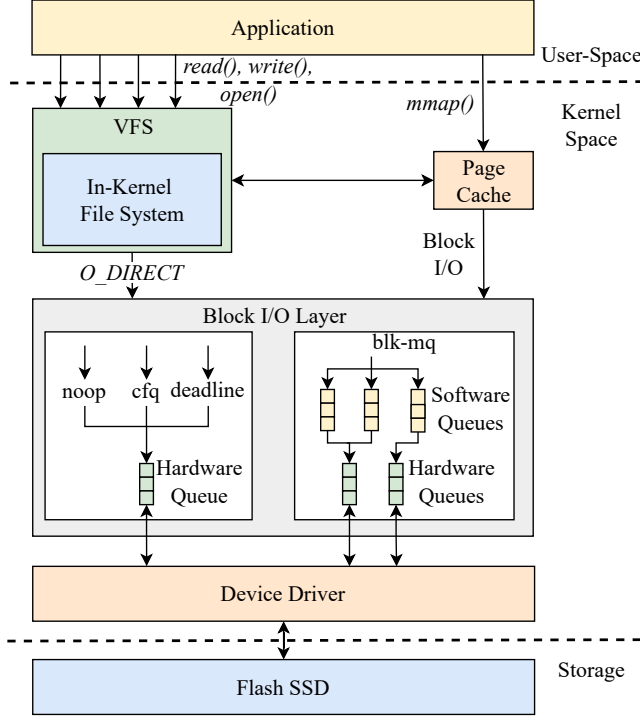 Application
User-Space
read(), write(),
open()
mmap()
Kernel
Space
VFS
In-Kernel
File System
Page
Cache
O_DIRECT
Block
I/O
Block I/O Layer
noop cfq deadline
Hardware
Queue
blk-mq
Software
Queues
Hardware
Queues
Device Driver
Storage
Flash SSD